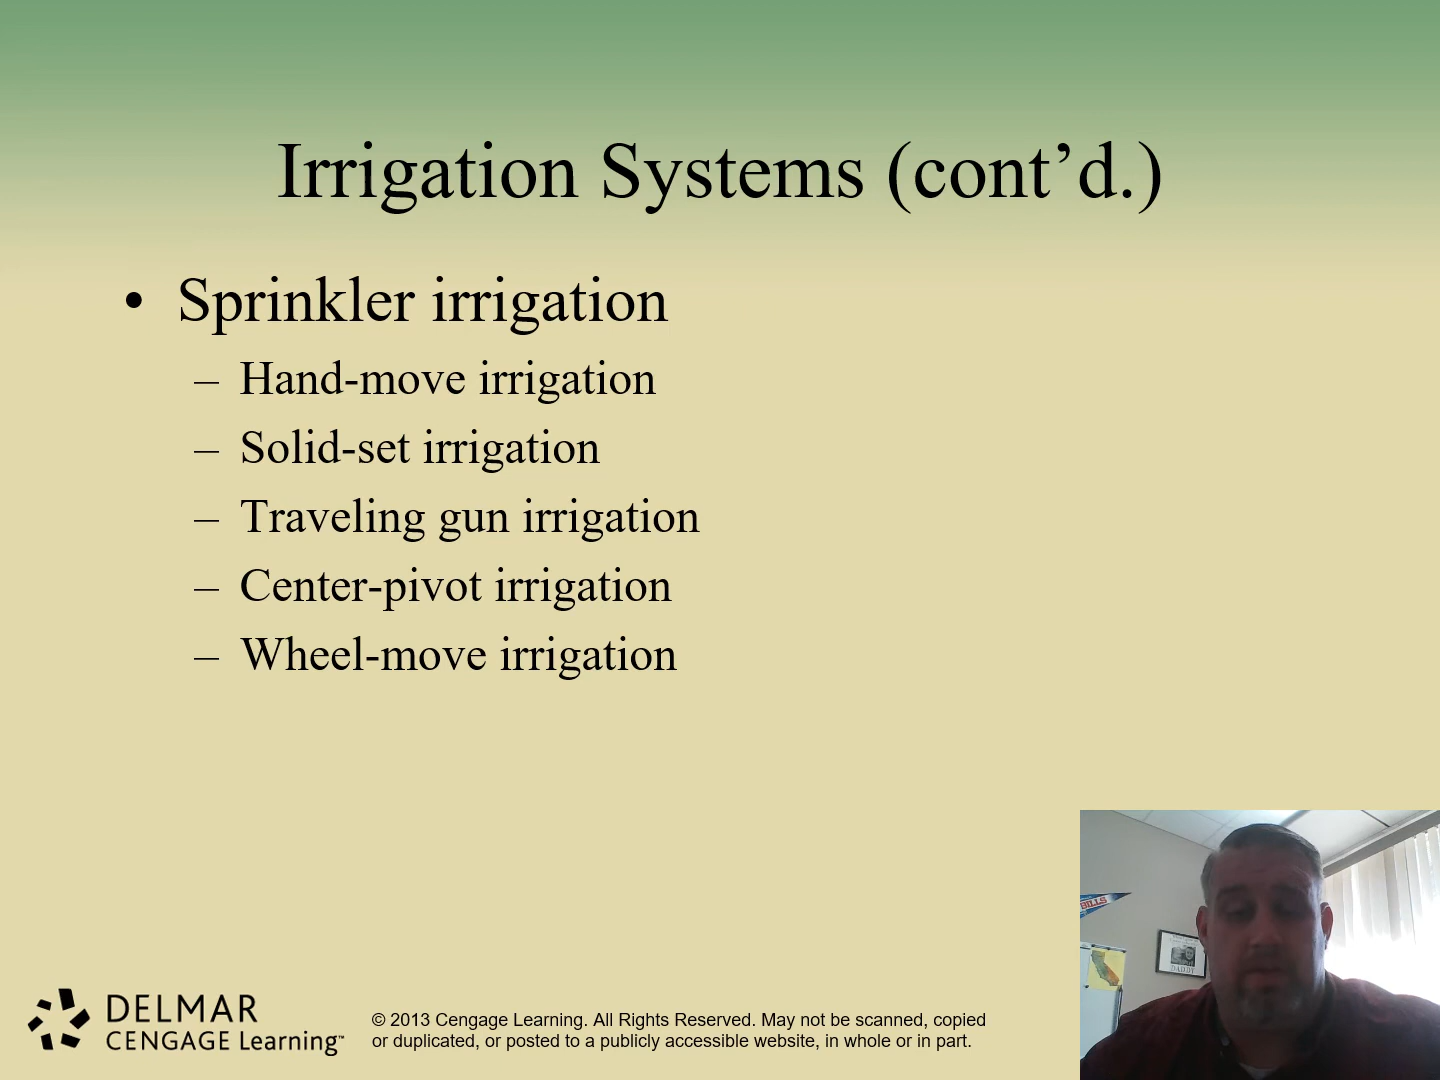 Irrigation Systems (cont’d.)
• Sprinkler irrigation
– Hand-move irrigation
– Solid-set irrigation
– Traveling gun irrigation
– Center-pivot irrigation
– Wheel-move irrigation
BILLS
DADDY
DELMAR
CENGAGE Learning™
© 2013 Cengage Learning. All Rights Reserved. May not be scanned, copied
or duplicated, or posted to a publicly accessible website, in whole or in part.